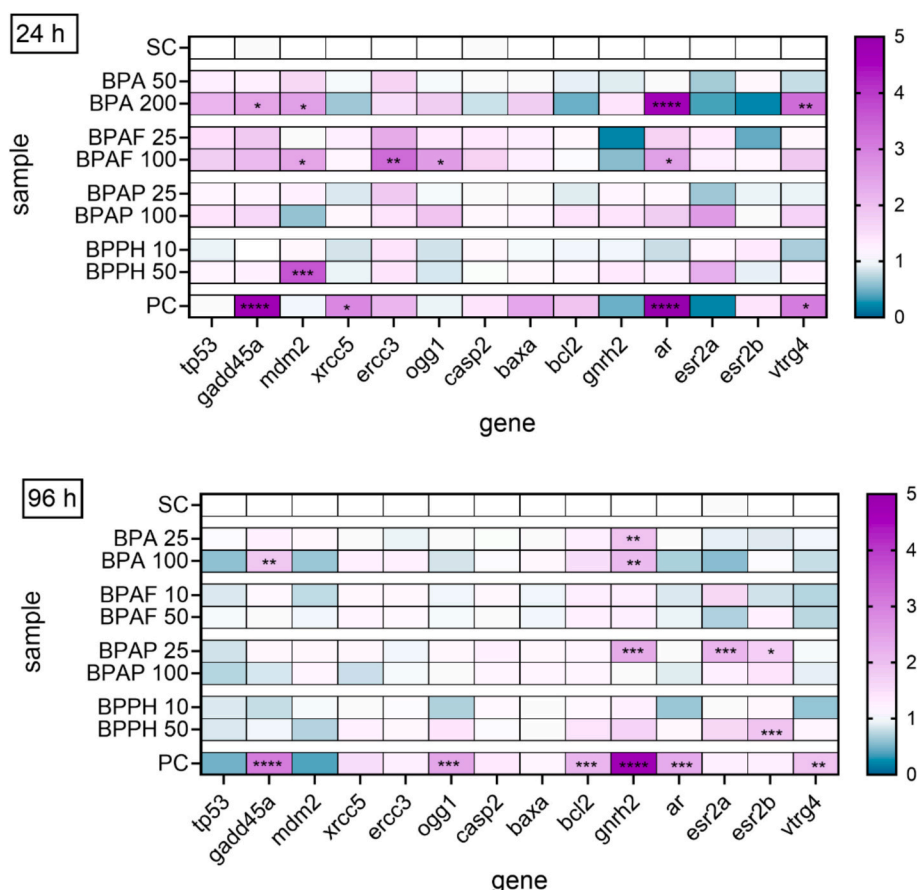 24 h
SC
BPA 50
BPA 200 * * **** **
BPAF 25
BPAF 100 * ** * *
BPAP 25
BPAP 100
BPPH 10
BPPH 50 ***
PC **** * **** *
sample
tp53 gadd45a mdm2 xrcc5 ercc3 ogg1 casp2 baxa bcl2 gnrh2 ar esr2a esr2b vtrg4
gene
5
4
3
2
1
0
96 h
SC
BPA 25 **
BPA 100 ** **
BPAF 10
BPAF 50
BPAP 25 *** *** *
BPAP 100
BPPH 10
BPPH 50 ***
PC **** *** *** **** *** **
sample
tp53 gadd45a mdm2 xrcc5 ercc3 ogg1 casp2 baxa bcl2 gnrh2 ar esr2a esr2b vtrg4
gene
5
4
3
2
1
0